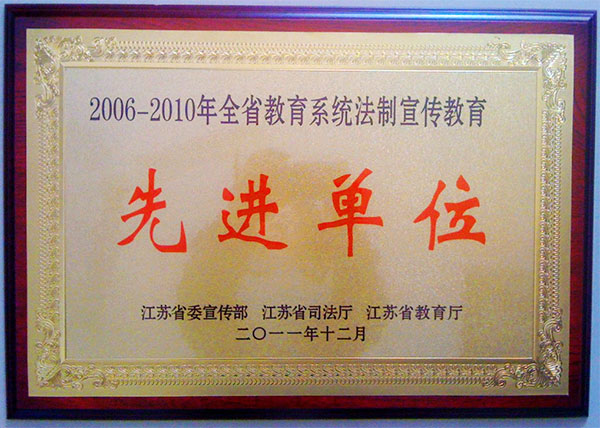 2006-2010年全省教育系统法制宣传教育
先进单位
江苏省委宣传部 江苏省司法厅 江苏省教育厅
二〇一一年十二月